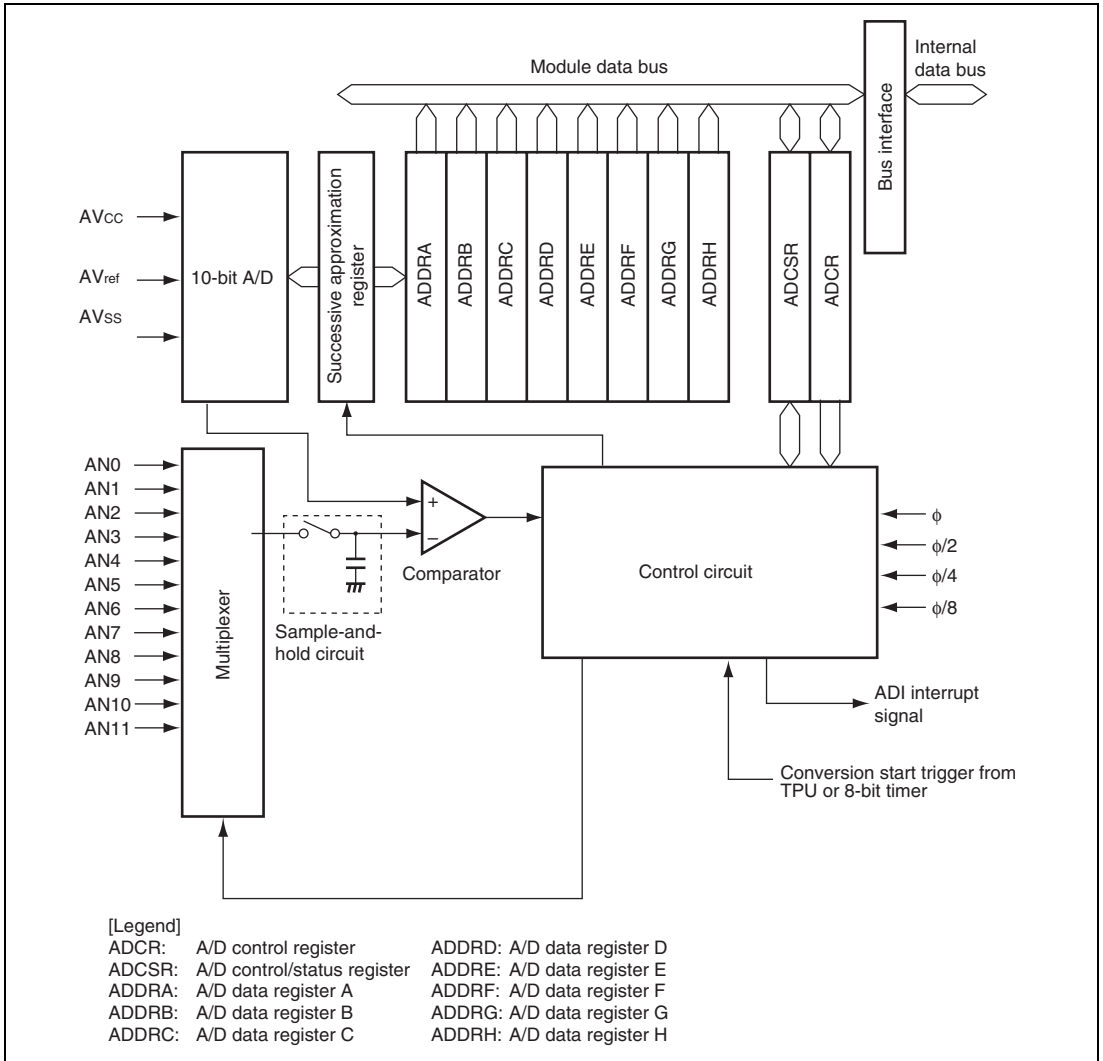 Module data bus
Internal
data bus
Bus interface
AVCC
AVref
AVSS
10-bit A/D
Successive approximation
register
ADDRA
ADDRB
ADDRC
ADDRD
ADDRE
ADDRF
ADDRG
ADDRH
ADCSR
ADCR
AN0
AN1
AN2
AN3
AN4
AN5
AN6
AN7
AN8
AN9
AN10
AN11
Multiplexer
+
−
Comparator
Sample-and-
hold circuit
Control circuit
ϕ
ϕ/2
ϕ/4
ϕ/8
ADI interrupt
signal
Conversion start trigger from
TPU or 8-bit timer
[Legend]
ADCR: A/D control register
ADCSR: A/D control/status register
ADDRA: A/D data register A
ADDRB: A/D data register B
ADDRC: A/D data register C
ADDRD: A/D data register D
ADDRE: A/D data register E
ADDRF: A/D data register F
ADDRG: A/D data register G
ADDRH: A/D data register H